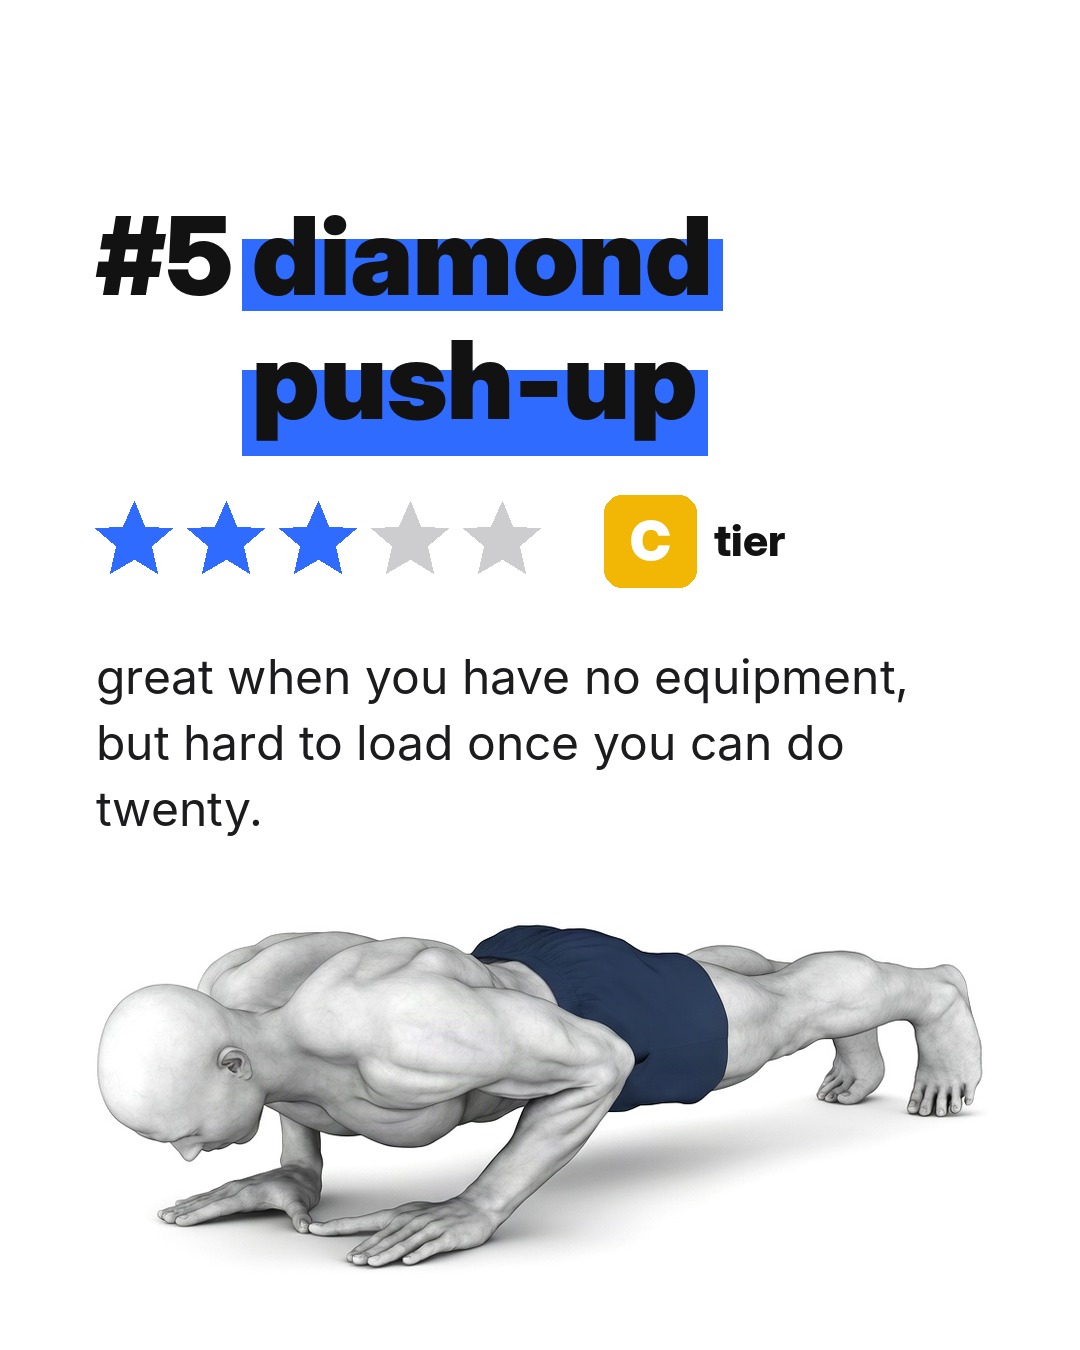 #5 diamond
push-up
C tier
great when you have no equipment,
but hard to load once you can do
twenty.